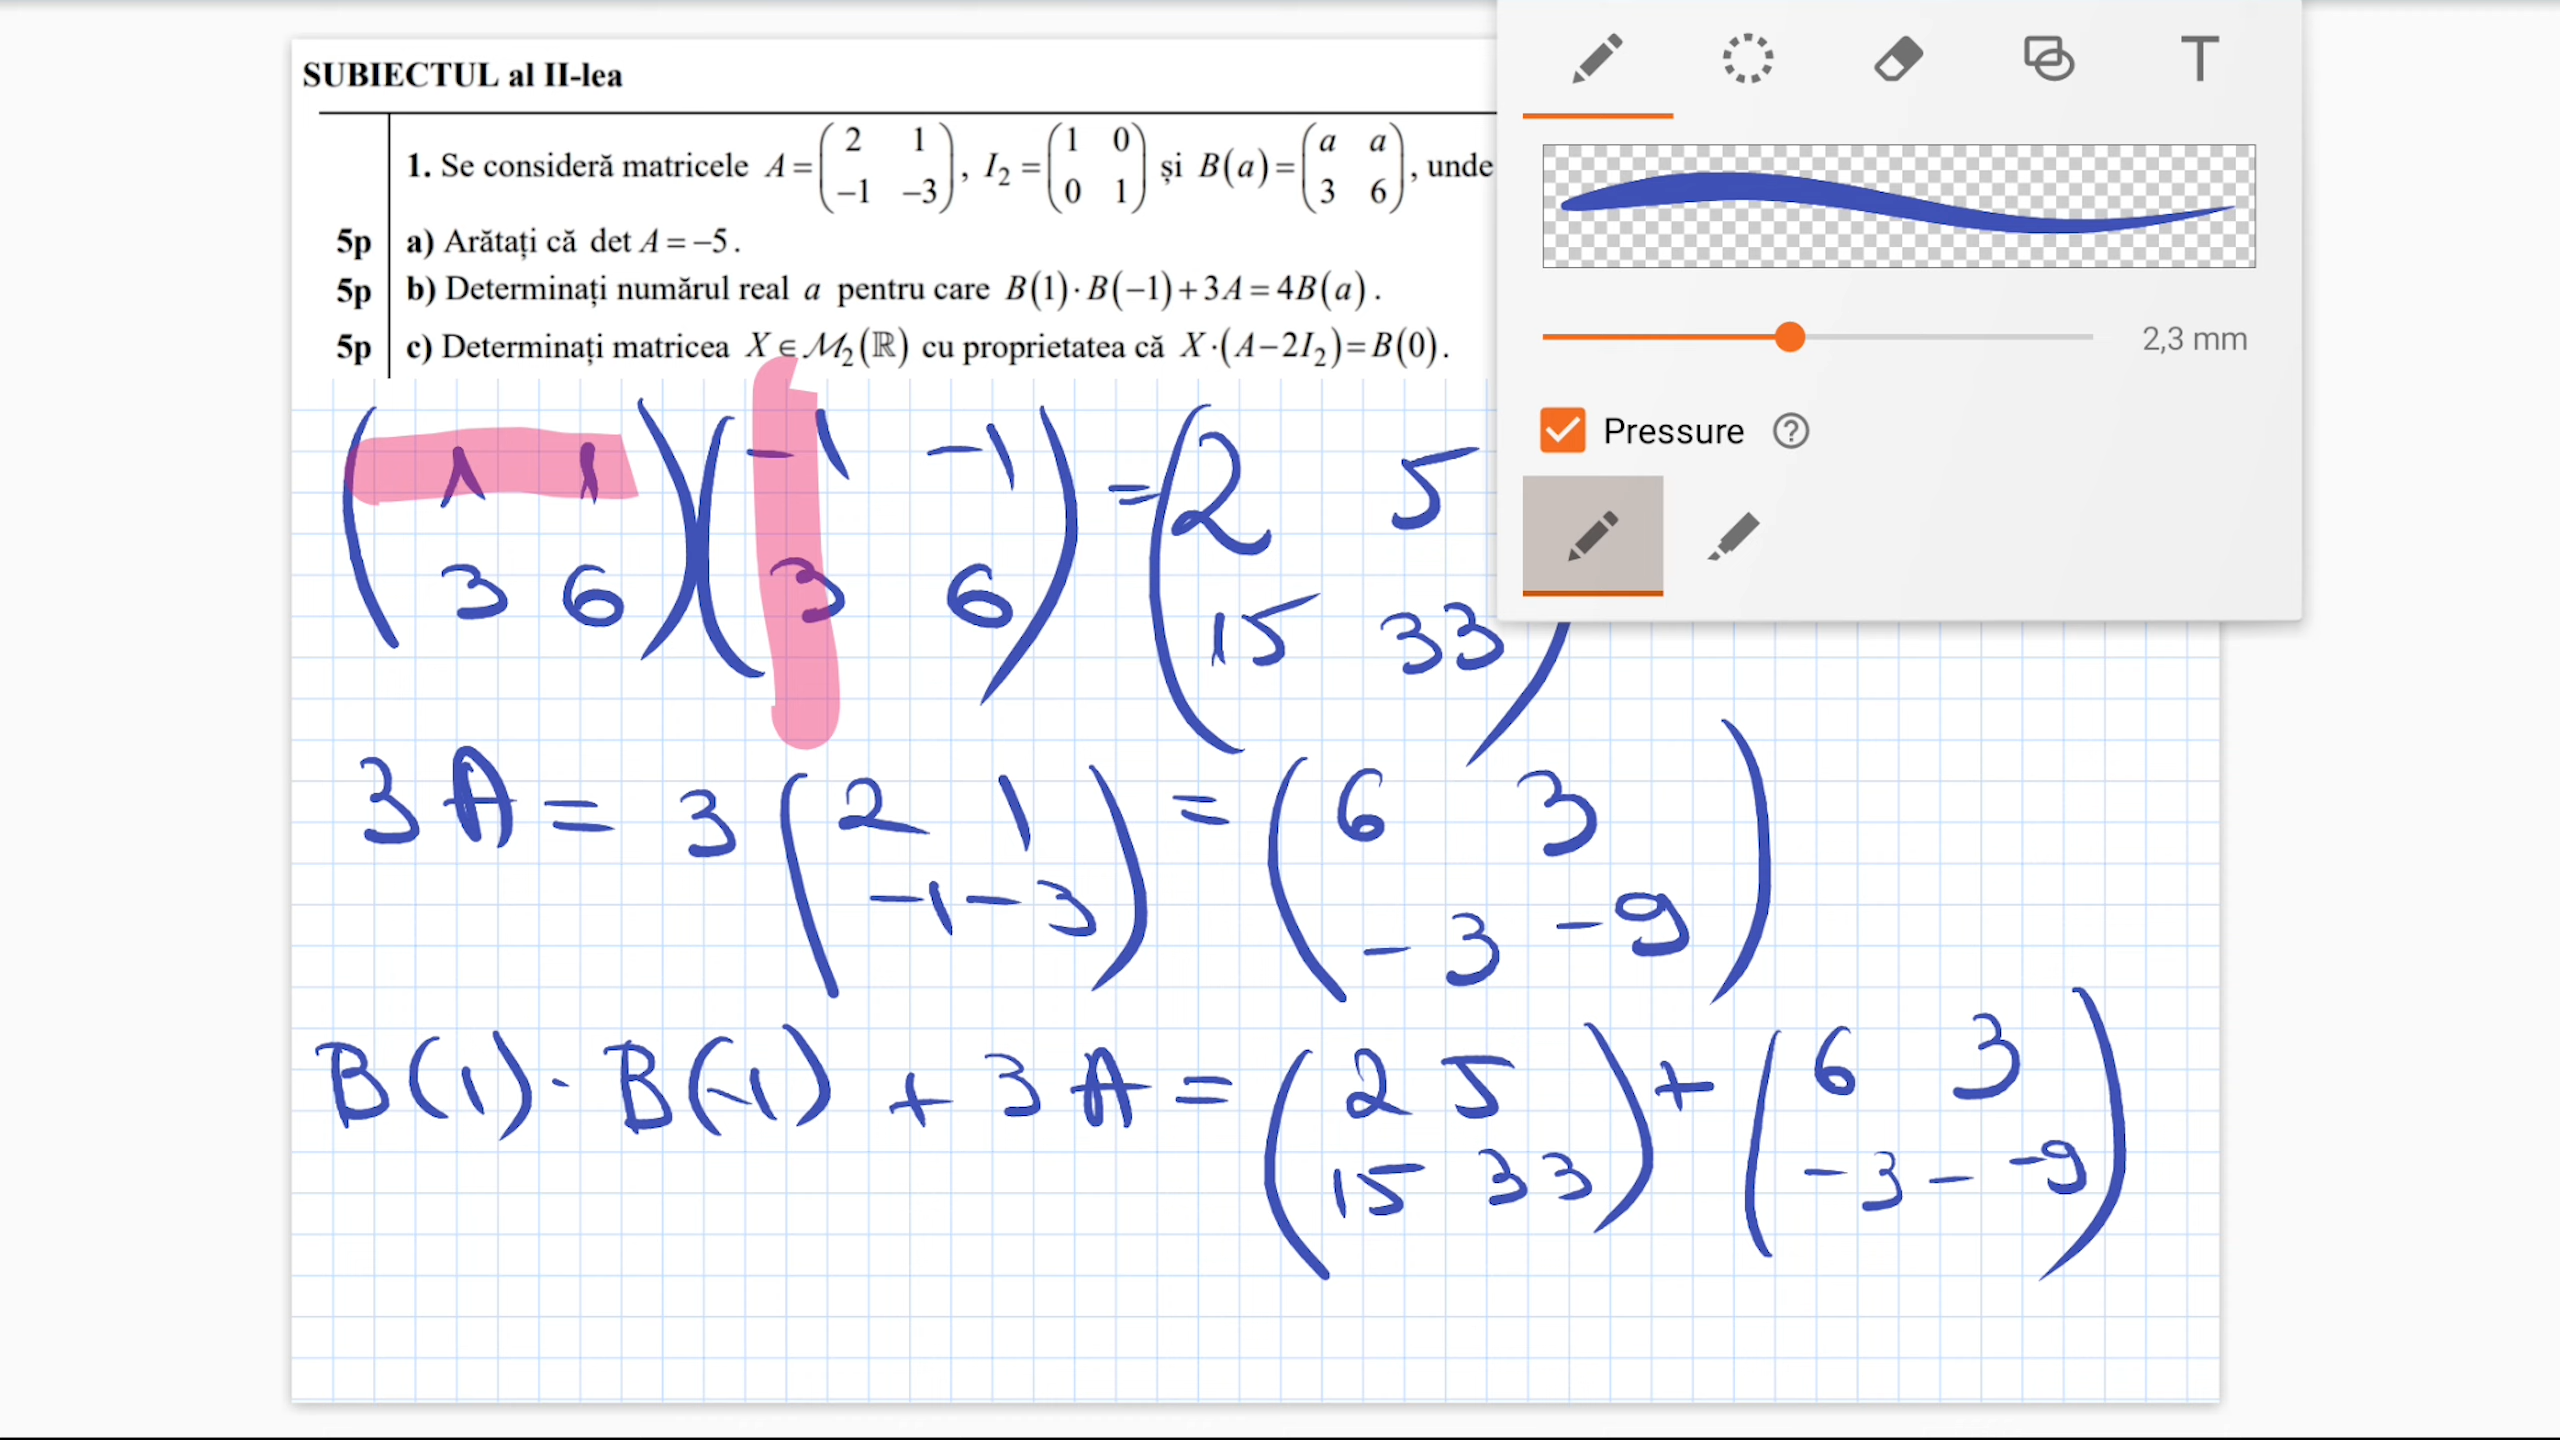 SUBIECTUL al II-lea
1. Se consideră matricele A = ( 2 1 ; −1 −3 ), I₂ = ( 1 0 ; 0 1 ) și B(a) = ( a a ; 3 6 ), unde
5p a) Arătați că det A = −5.
5p b) Determinați numărul real a pentru care B(1)·B(−1)+3A = 4B(a).
5p c) Determinați matricea X ∈ M₂(ℝ) cu proprietatea că X·(A−2I₂) = B(0).
T
2,3 mm
Pressure ?
( 1 1 ; 3 6 ) ( −1 −1 ; 3 6 ) = ( 2 5 ; 15 33 )
3A = 3 ( 2 1 ; −1 −3 ) = ( 6 3 ; −3 −9 )
B(1) · B(−1) + 3A = ( 2 5 ; 15 33 ) + ( 6 3 ; −3 − −9 )